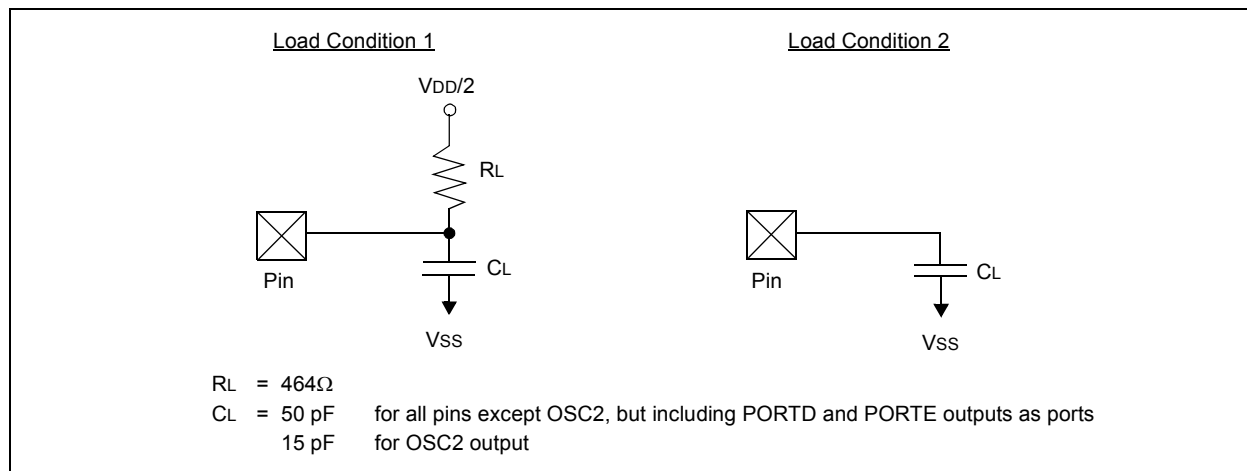 Load Condition 1
VDD/2
RL
Pin
CL
VSS
Load Condition 2
Pin
CL
VSS
RL = 464Ω
CL = 50 pF for all pins except OSC2, but including PORTD and PORTE outputs as ports
15 pF for OSC2 output